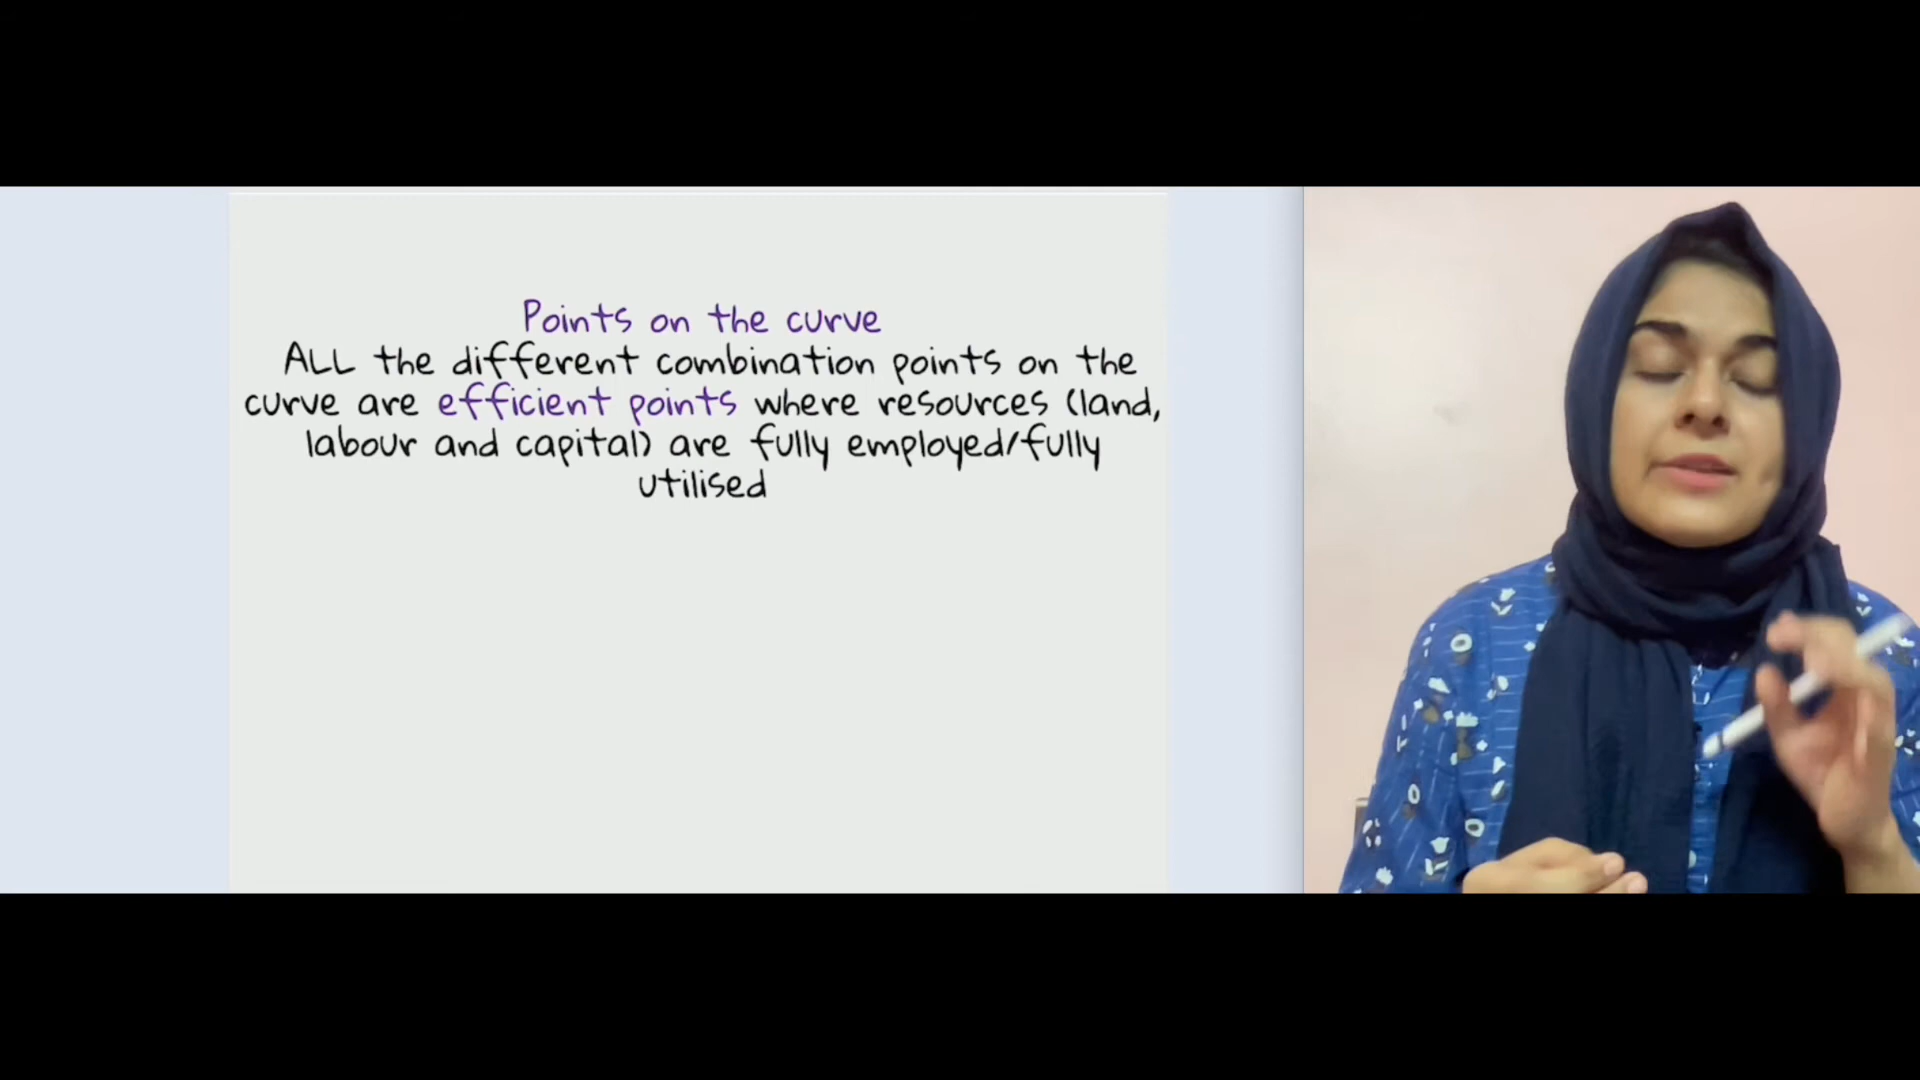 Points on the curve
ALL the different combination points on the
curve are efficient points where resources (land,
labour and capital) are fully employed/fully
utilised